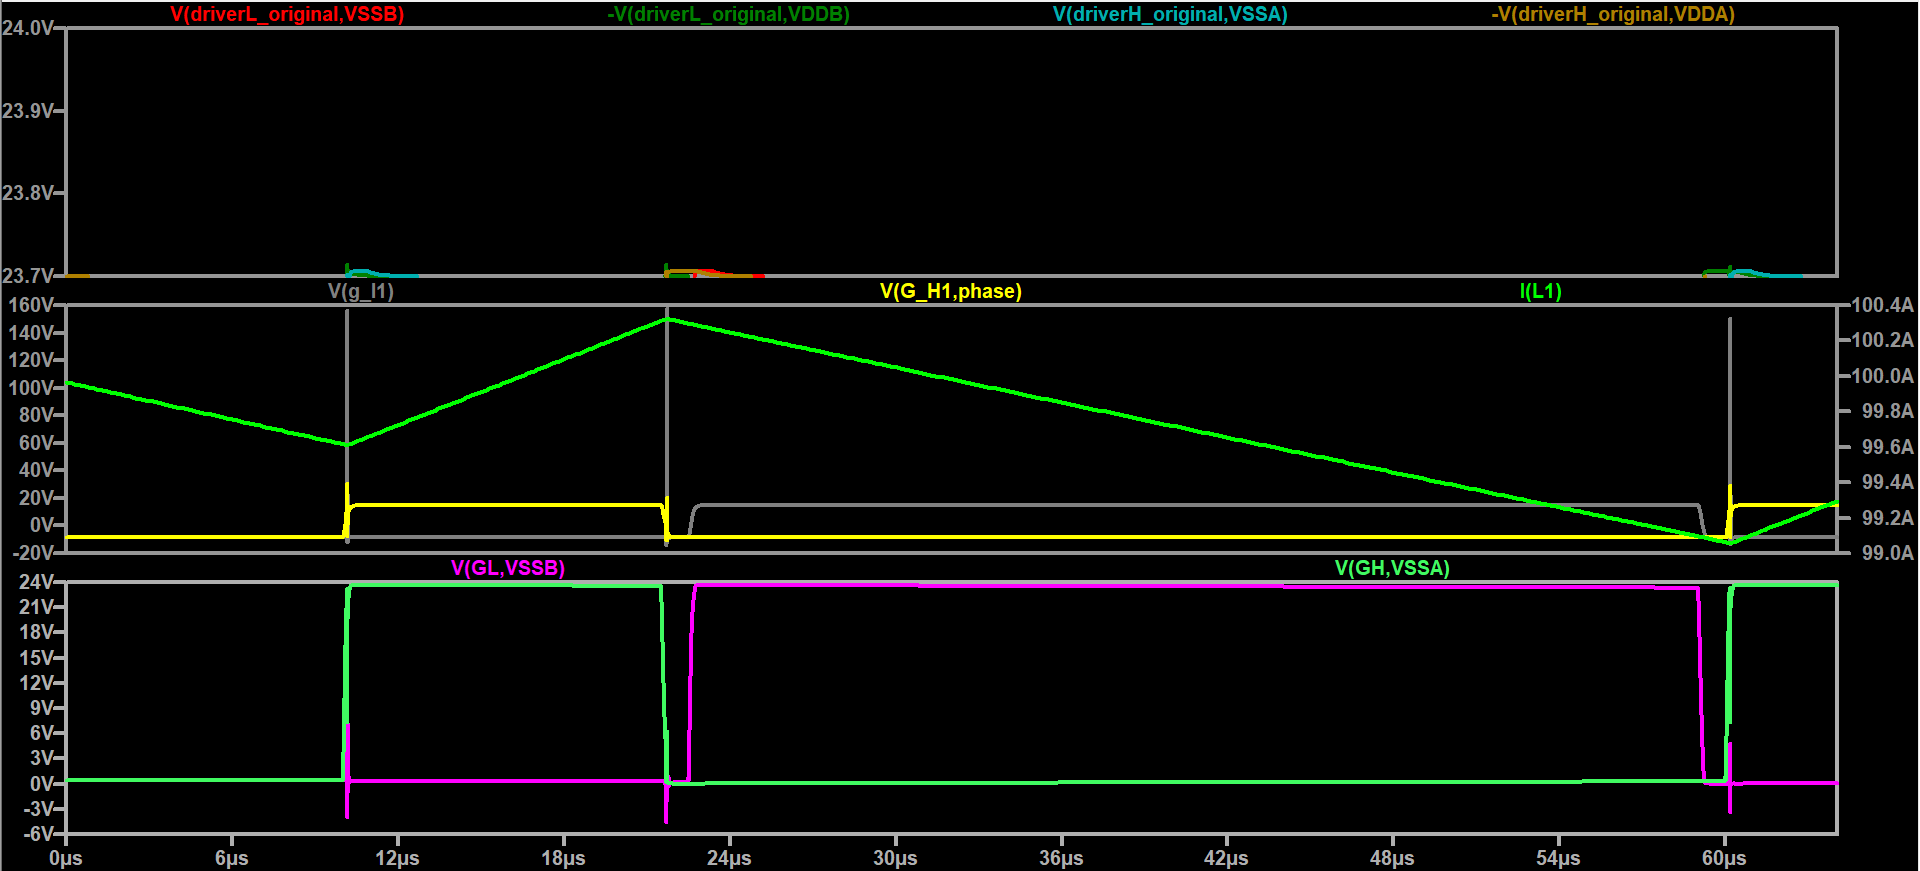 V(driverL_original,VSSB) -V(driverL_original,VDDB) V(driverH_original,VSSA) -V(driverH_original,VDDA)
24.0V
23.9V
23.8V
23.7V
V(g_l1) V(G_H1,phase) I(L1)
160V 100.4A
140V 100.2A
120V 100.0A
100V 99.8A
80V 99.6A
60V 99.4A
40V 99.2A
20V 99.0A
0V
-20V
V(GL,VSSB) V(GH,VSSA)
24V
21V
18V
15V
12V
9V
6V
3V
0V
-3V
-6V
0µs 6µs 12µs 18µs 24µs 30µs 36µs 42µs 48µs 54µs 60µs